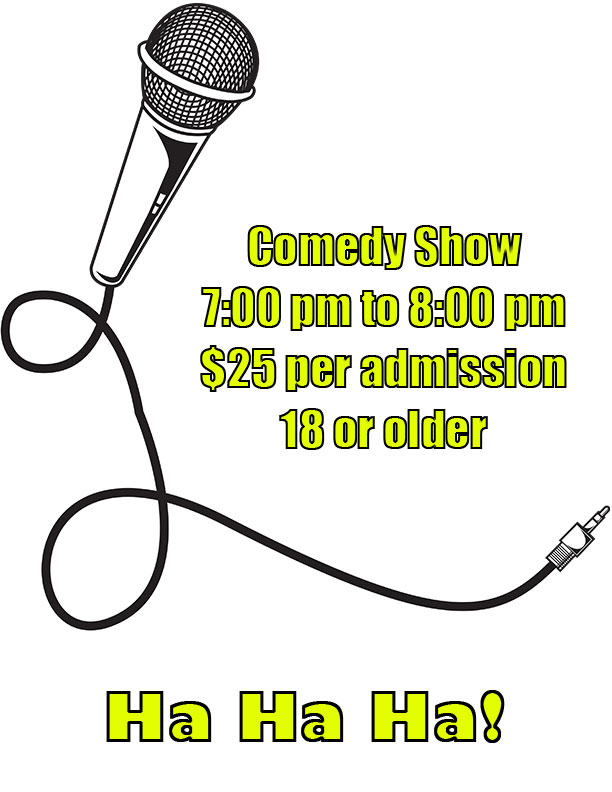 Comedy Show
7:00 pm to 8:00 pm
$25 per admission
18 or older
Ha Ha Ha!